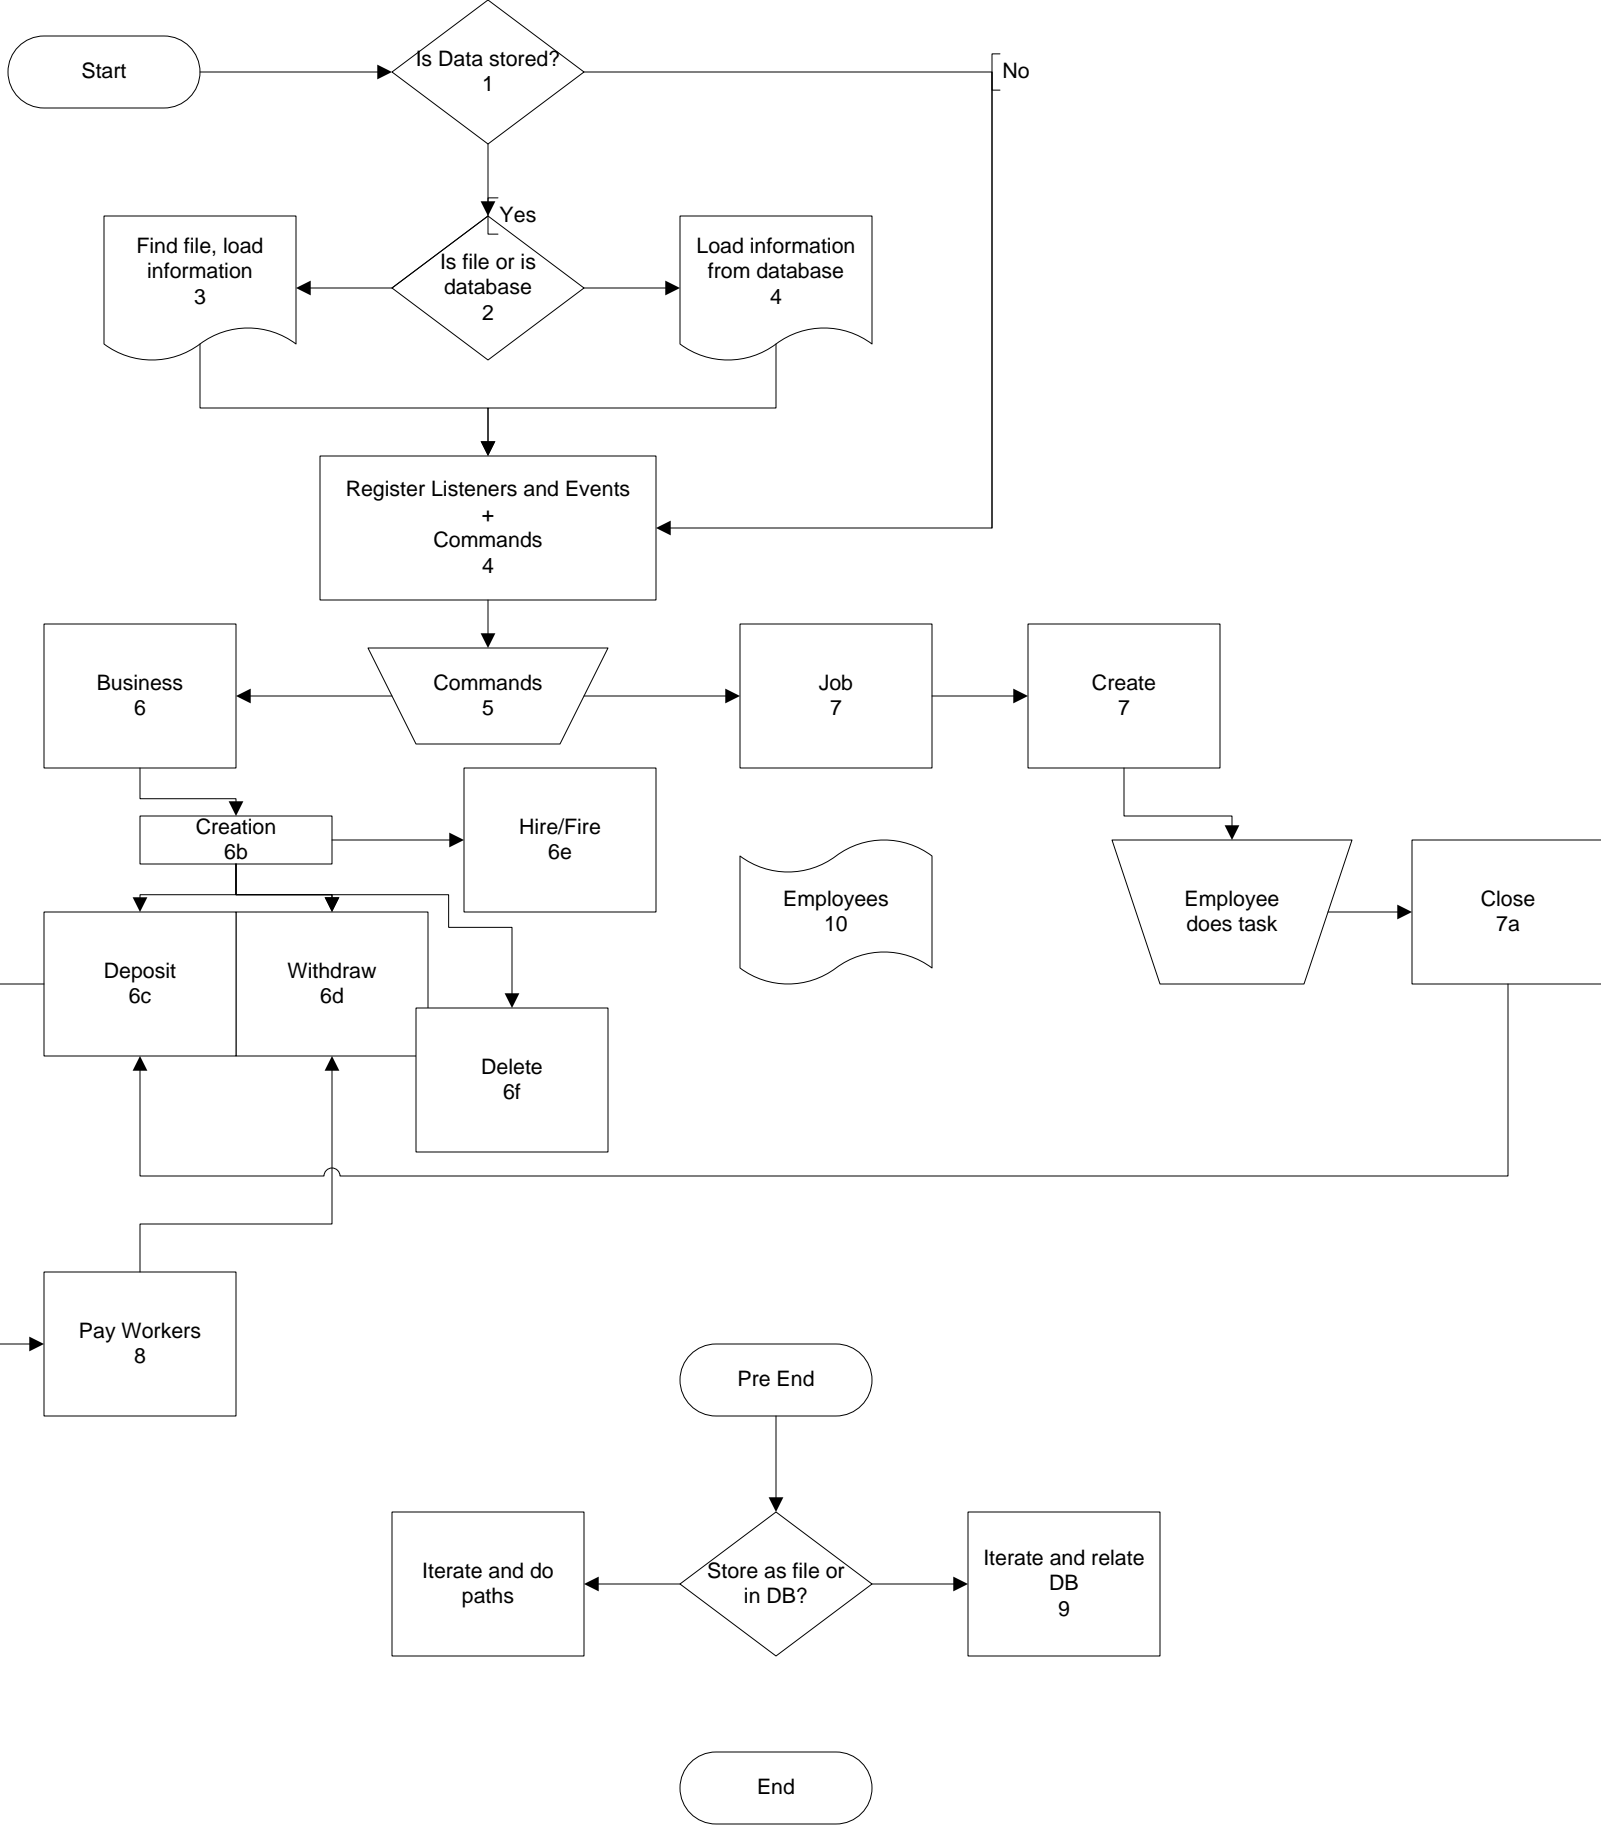 Start
Is Data stored?
1
No
Yes
Find file, load
information
3
Is file or is
database
2
Load information
from database
4
Register Listeners and Events
+
Commands
4
Business
6
Commands
5
Job
7
Create
7
Creation
6b
Hire/Fire
6e
Employees
10
Employee
does task
Close
7a
Deposit
6c
Withdraw
6d
Delete
6f
Pay Workers
8
Pre End
Iterate and do
paths
Store as file or
in DB?
Iterate and relate
DB
9
End